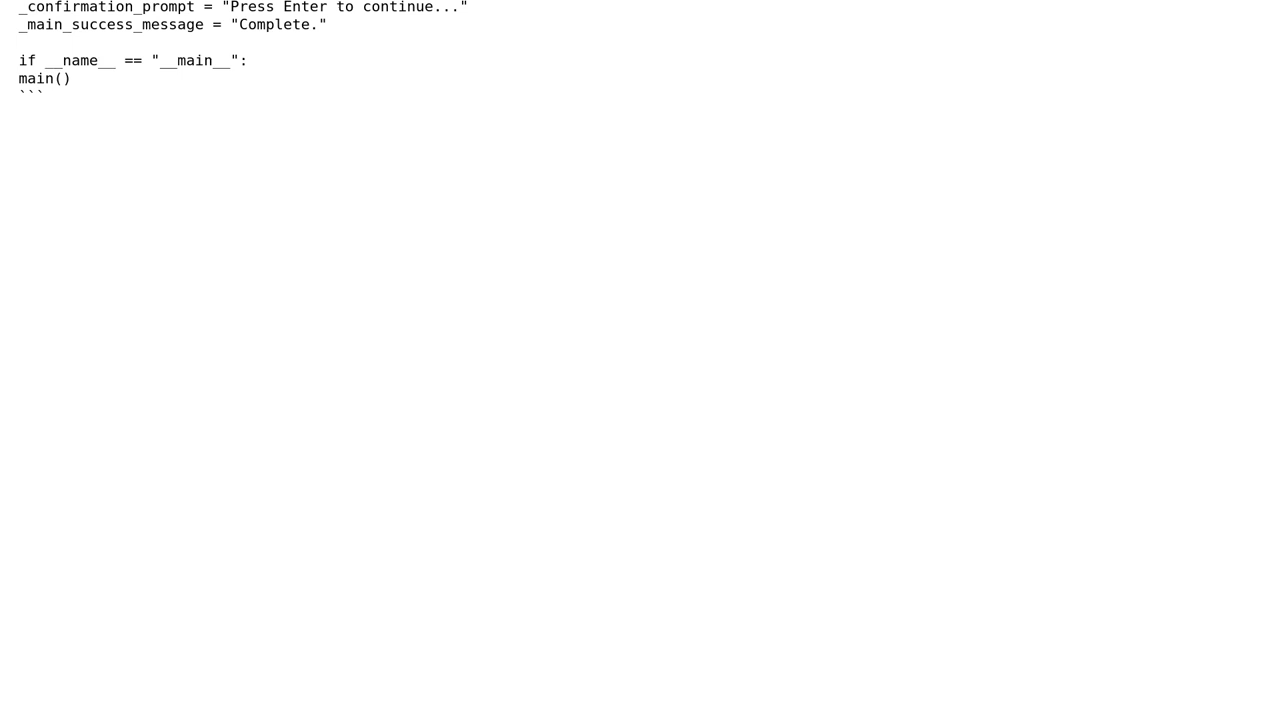 _confirmation_prompt = "Press Enter to continue..."
_main_success_message = "Complete."

if __name__ == "__main__":
main()
```